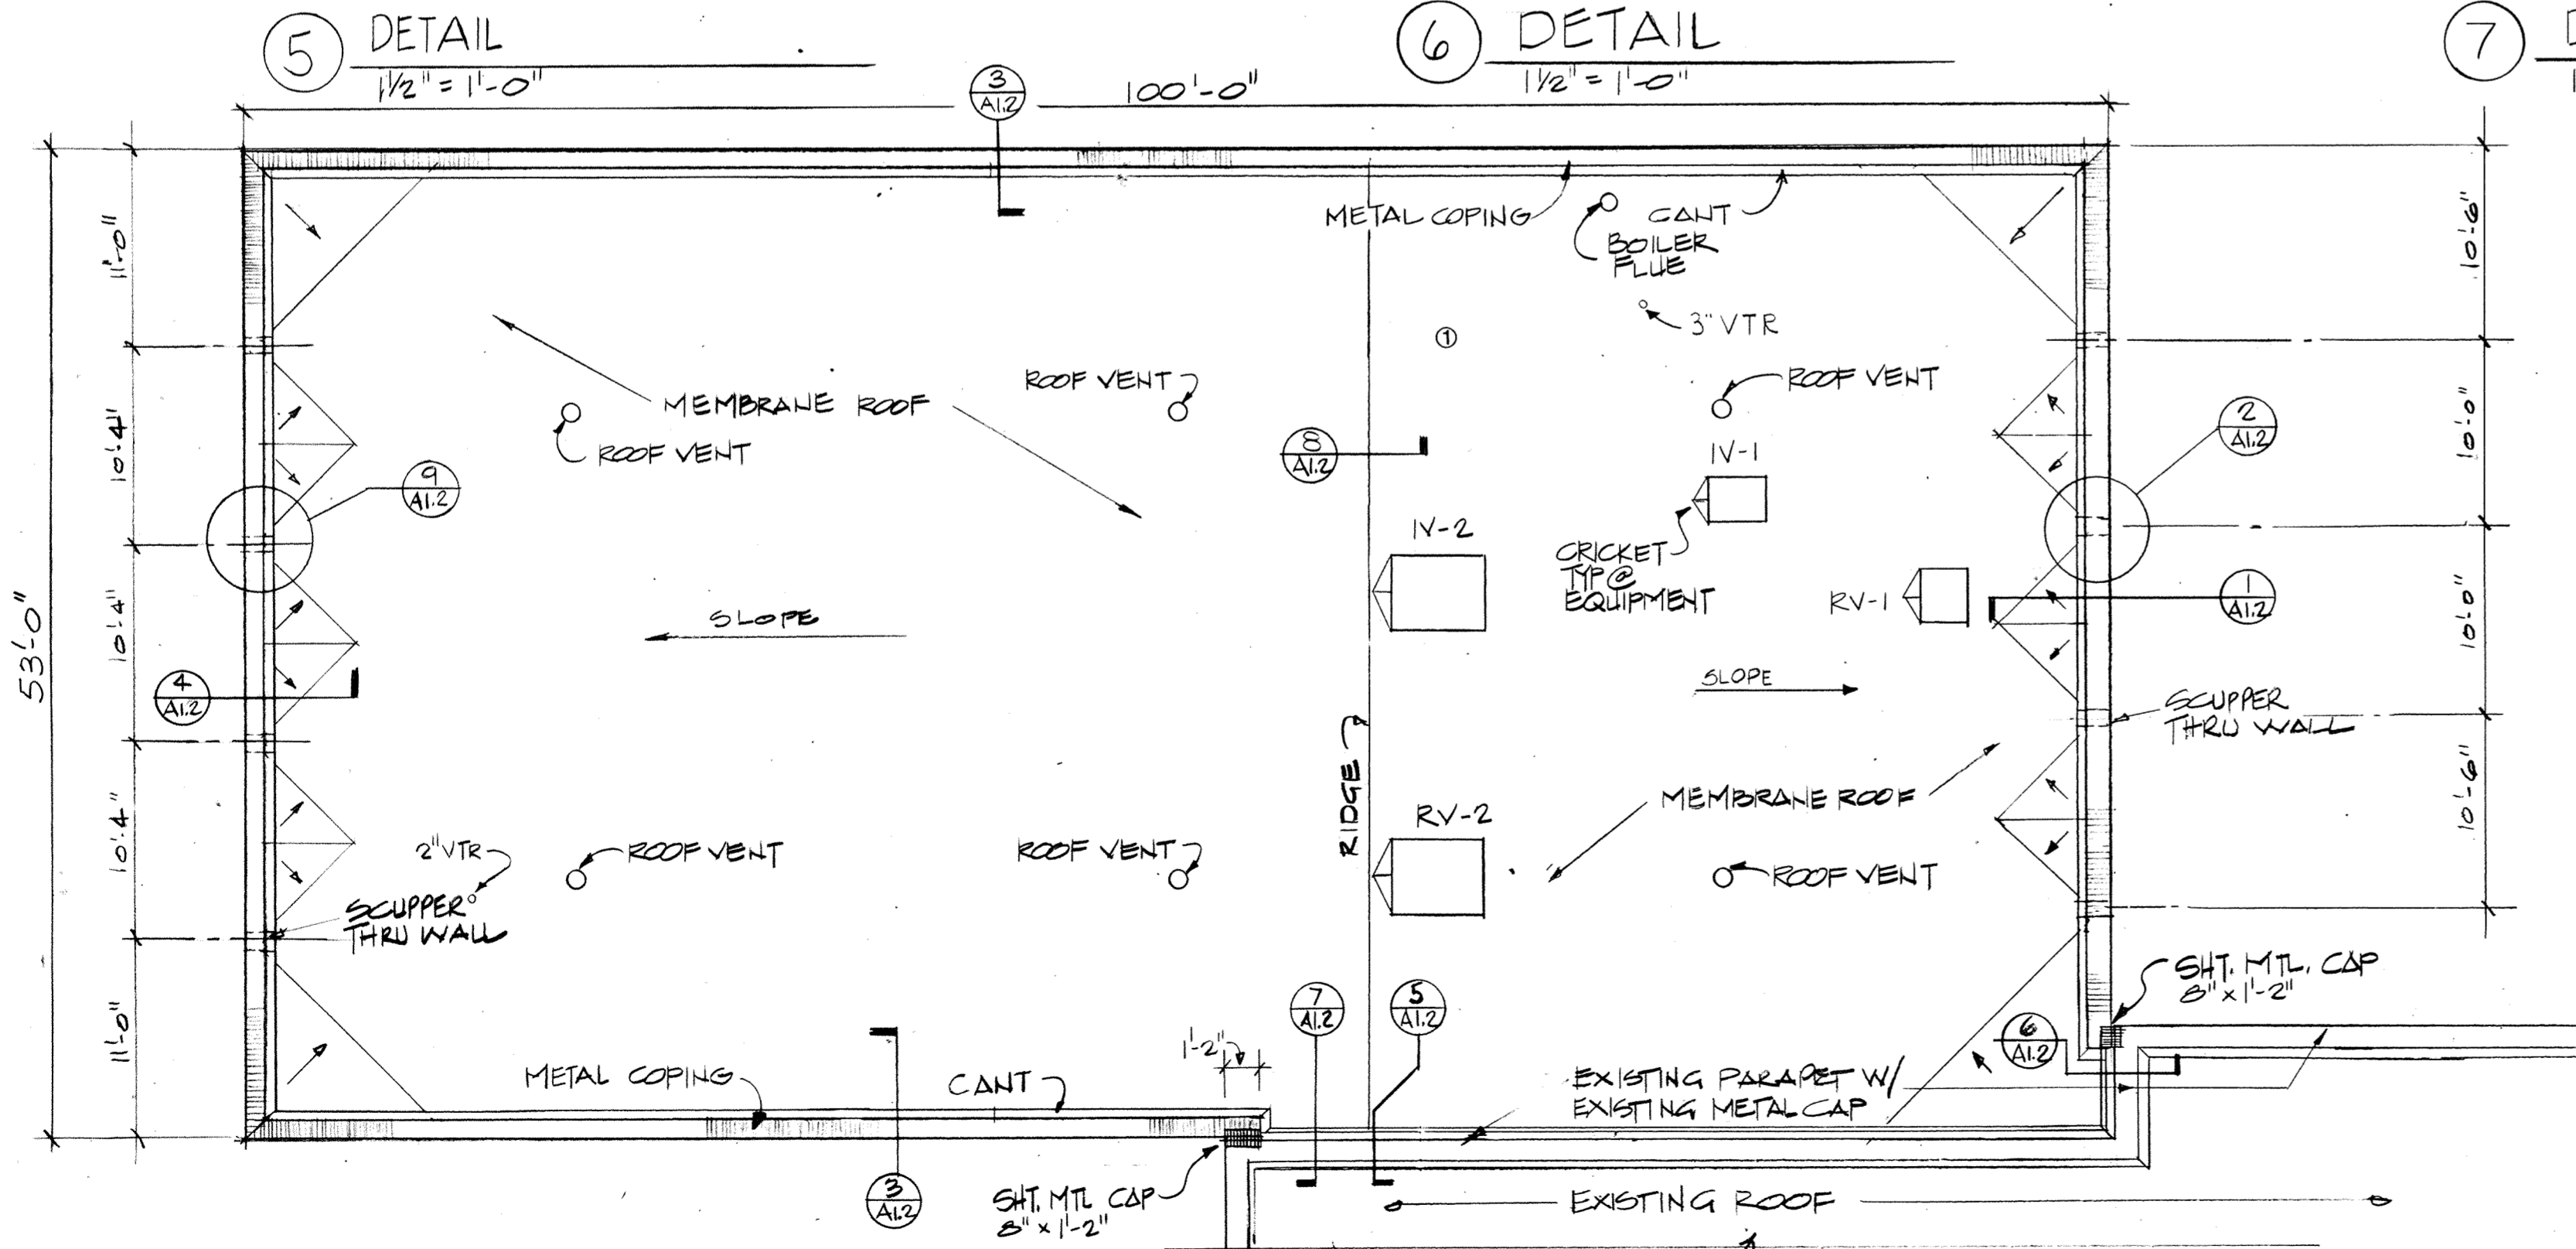 5 DETAIL
1 1/2" = 1'-0"
6 DETAIL
1 1/2" = 1'-0"
7
3
A1.2
100'-0"
53'-0"
11'-0"
10'-4"
10'-4"
10'-4"
11'-0"
10'-6"
10'-0"
10'-0"
10'-6"
METAL COPING
CANT
BOILER
FLUE
3" VTR
1
MEMBRANE ROOF
ROOF VENT
ROOF VENT
ROOF VENT
8
A1.2
9
A1.2
2
A1.2
IV-1
IV-2
CRICKET
TYP @
EQUIPMENT
RV-1
1
A1.2
SLOPE
SLOPE
4
A1.2
SCUPPER
THRU WALL
RIDGE
MEMBRANE ROOF
RV-2
2" VTR
ROOF VENT
ROOF VENT
ROOF VENT
SCUPPER
THRU WALL
SHT. MTL. CAP
8" x 1'-2"
7
A1.2
5
A1.2
6
A1.2
1'-2"
METAL COPING
CANT
EXISTING PARAPET W/
EXISTING METAL CAP
3
A1.2
SHT. MTL CAP
8" x 1'-2"
EXISTING ROOF